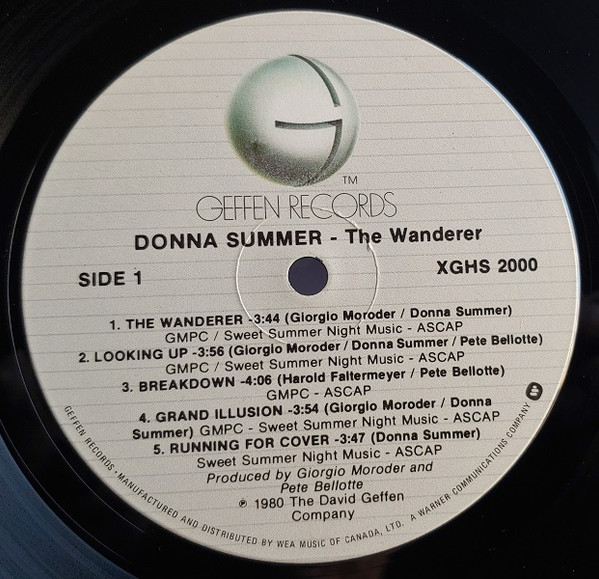 TM
GEFFEN RECORDS
DONNA SUMMER - The Wanderer
SIDE 1
XGHS 2000
1. THE WANDERER -3:44 (Giorgio Moroder / Donna Summer)
GMPC / Sweet Summer Night Music - ASCAP
2. LOOKING UP -3:56 (Giorgio Moroder / Donna Summer / Pete Bellotte)
GMPC / Sweet Summer Night Music - ASCAP
3. BREAKDOWN -4:06 (Harold Faltermeyer / Pete Bellotte)
GMPC - ASCAP
4. GRAND ILLUSION -3:54 (Giorgio Moroder / Donna
Summer) GMPC - Sweet Summer Night Music - ASCAP
5. RUNNING FOR COVER -3:47 (Donna Summer)
Sweet Summer Night Music - ASCAP
Produced by Giorgio Moroder and
Pete Bellotte
℗ 1980 The David Geffen
Company
GEFFEN RECORDS • MANUFACTURED AND DISTRIBUTED BY WEA MUSIC OF CANADA, LTD. A WARNER COMMUNICATIONS COMPANY